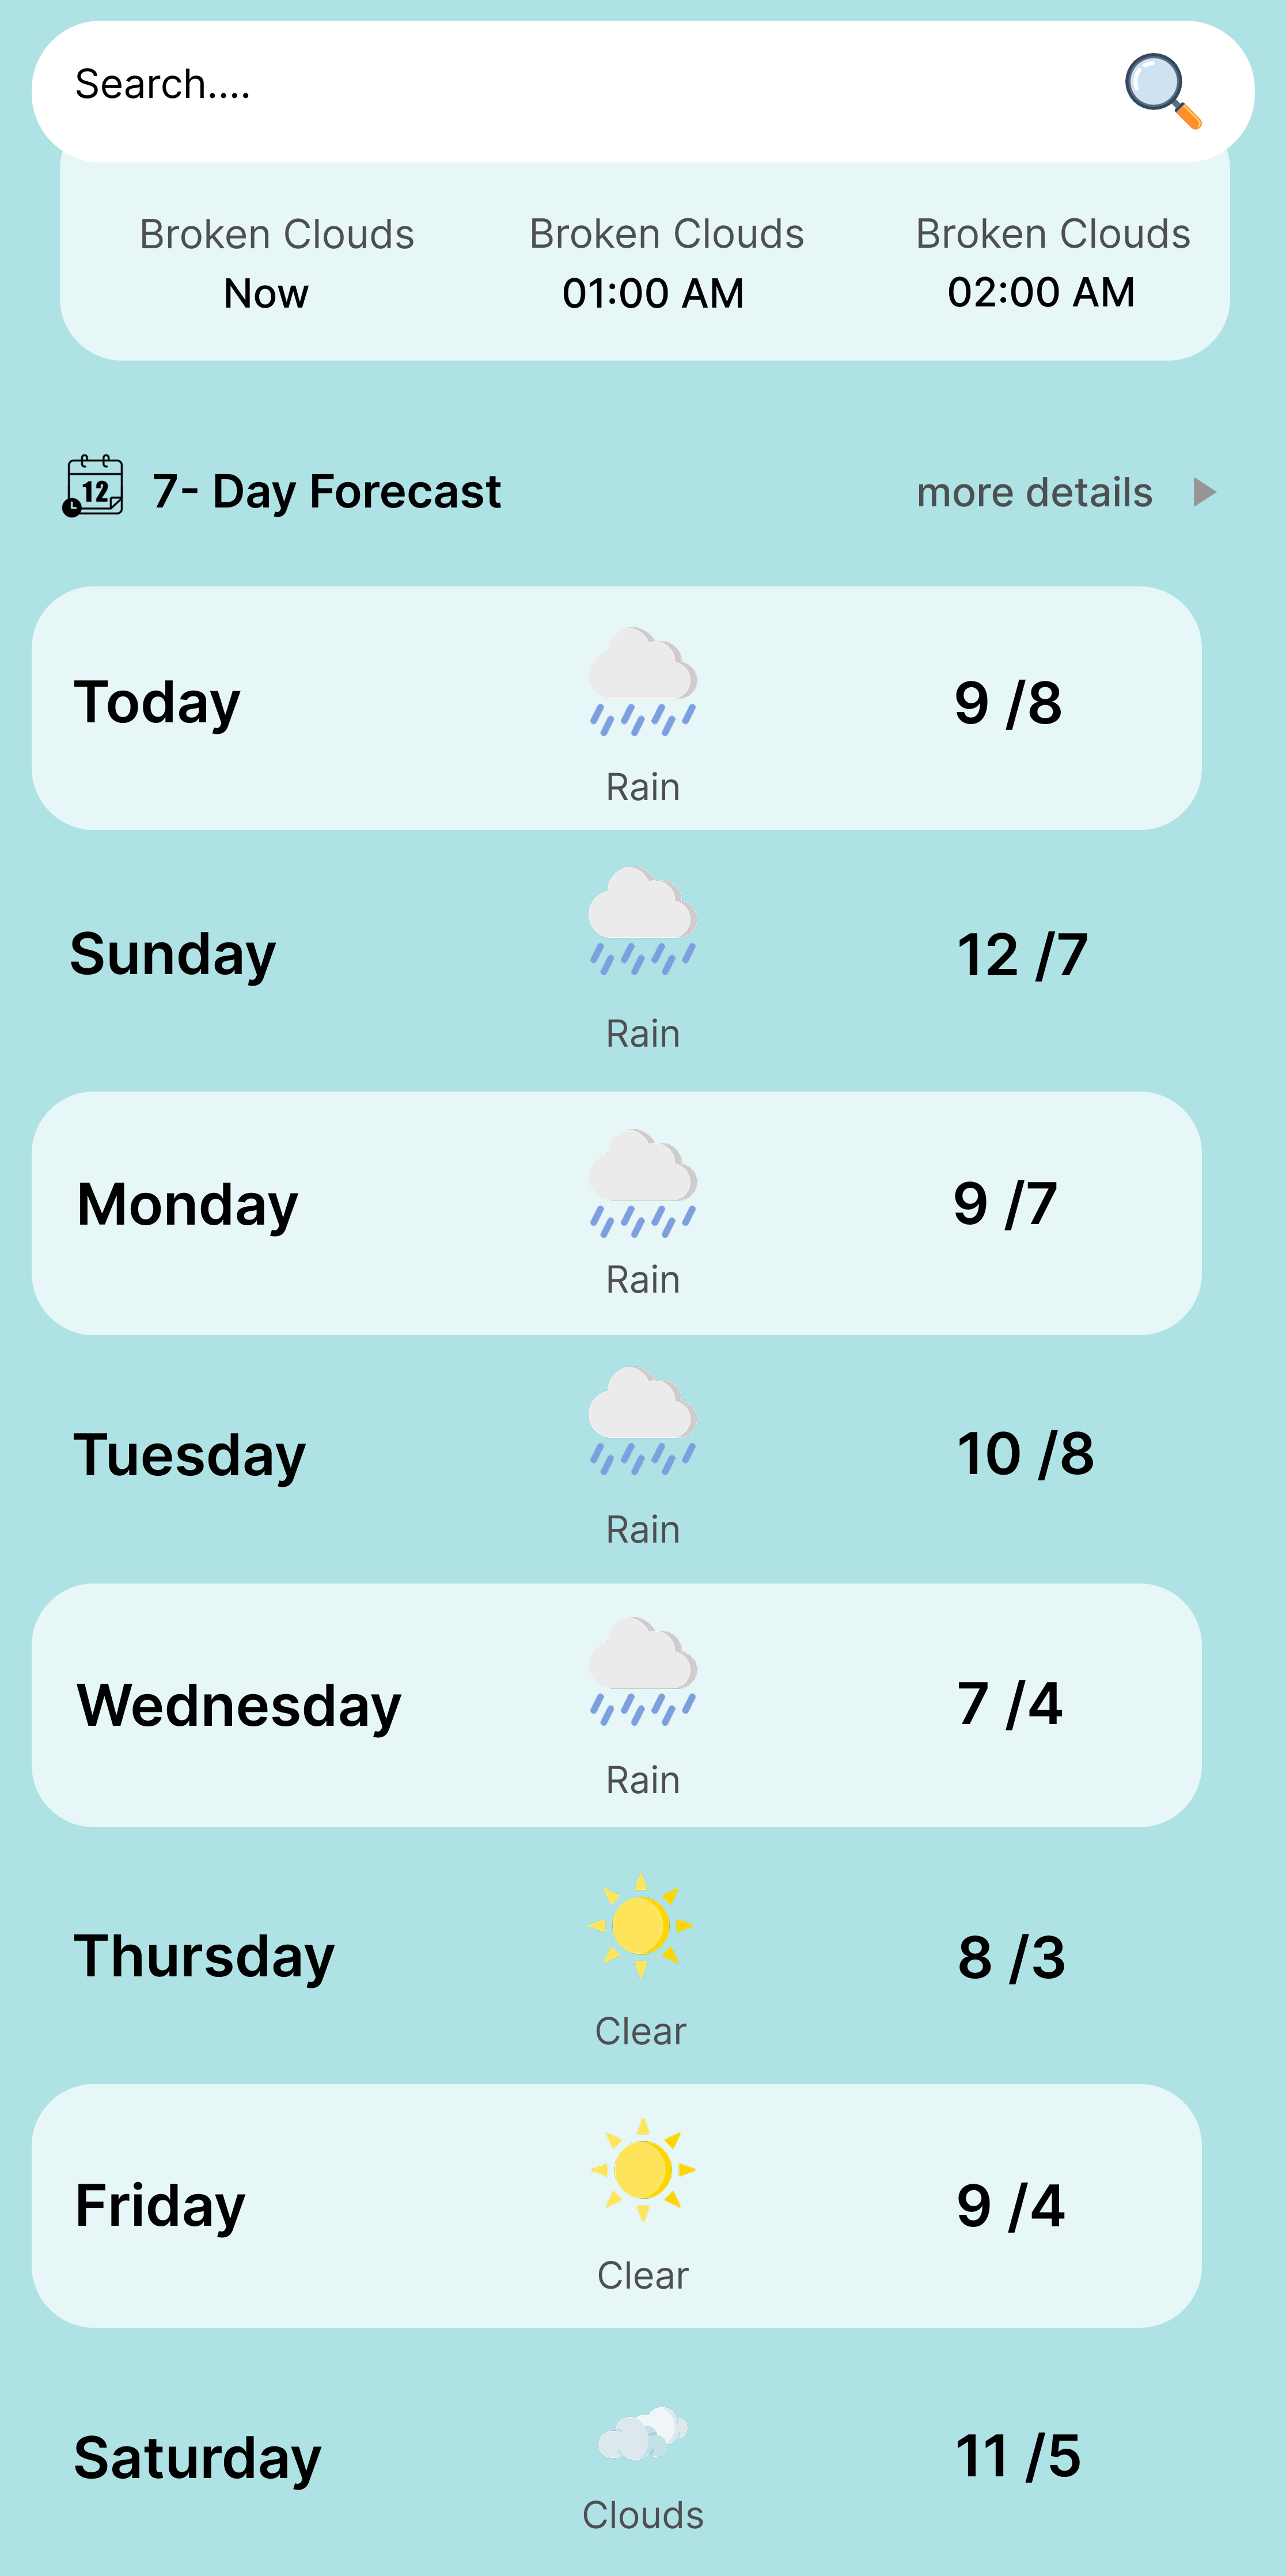 Search....
Broken Clouds Broken Clouds Broken Clouds
Now 01:00 AM 02:00 AM
12
7- Day Forecast more details
Today 9 /8
Rain
Sunday 12 /7
Rain
Monday 9 /7
Rain
Tuesday 10 /8
Rain
Wednesday 7 /4
Rain
Thursday 8 /3
Clear
Friday 9 /4
Clear
Saturday 11 /5
Clouds